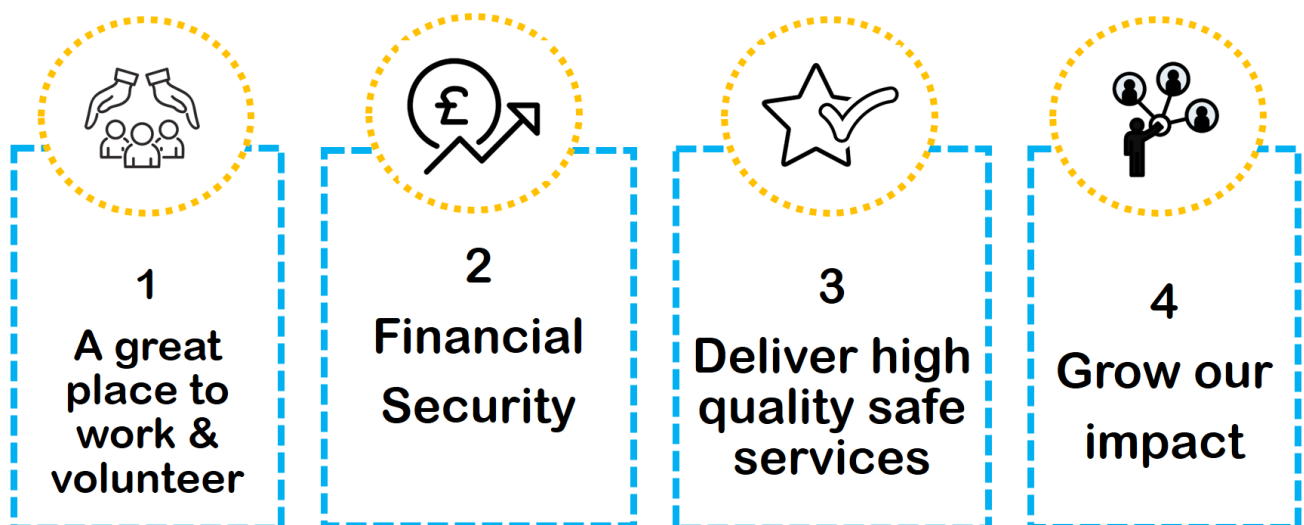 £
1
A great
place to
work &
volunteer
2
Financial
Security
3
Deliver high
quality safe
services
4
Grow our
impact